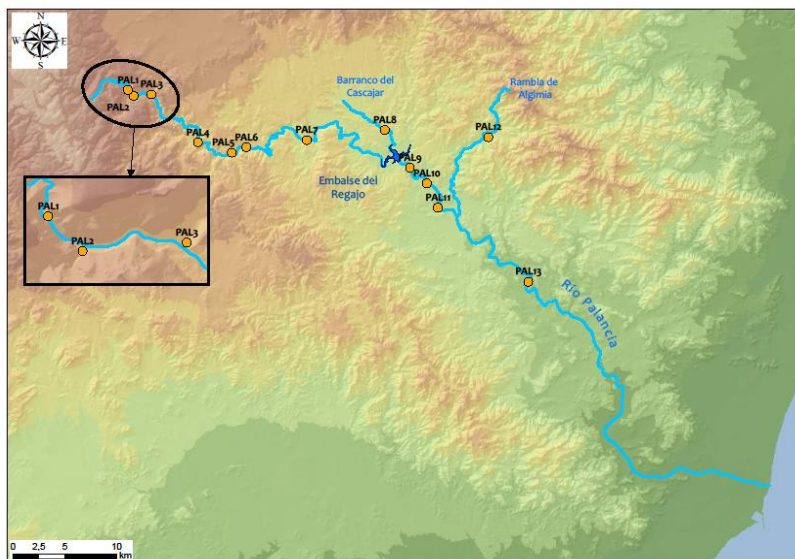 N
W E
S
PAL1
PAL3
PAL2
Barranco del
Cascajar
Rambla de
Algimia
PAL8
PAL12
PAL4
PAL5
PAL6
PAL7
PAL9
Embalse del
Regajo
PAL10
PAL11
PAL1
PAL2
PAL3
PAL13
Río Palancia
0 2,5 5 10
km